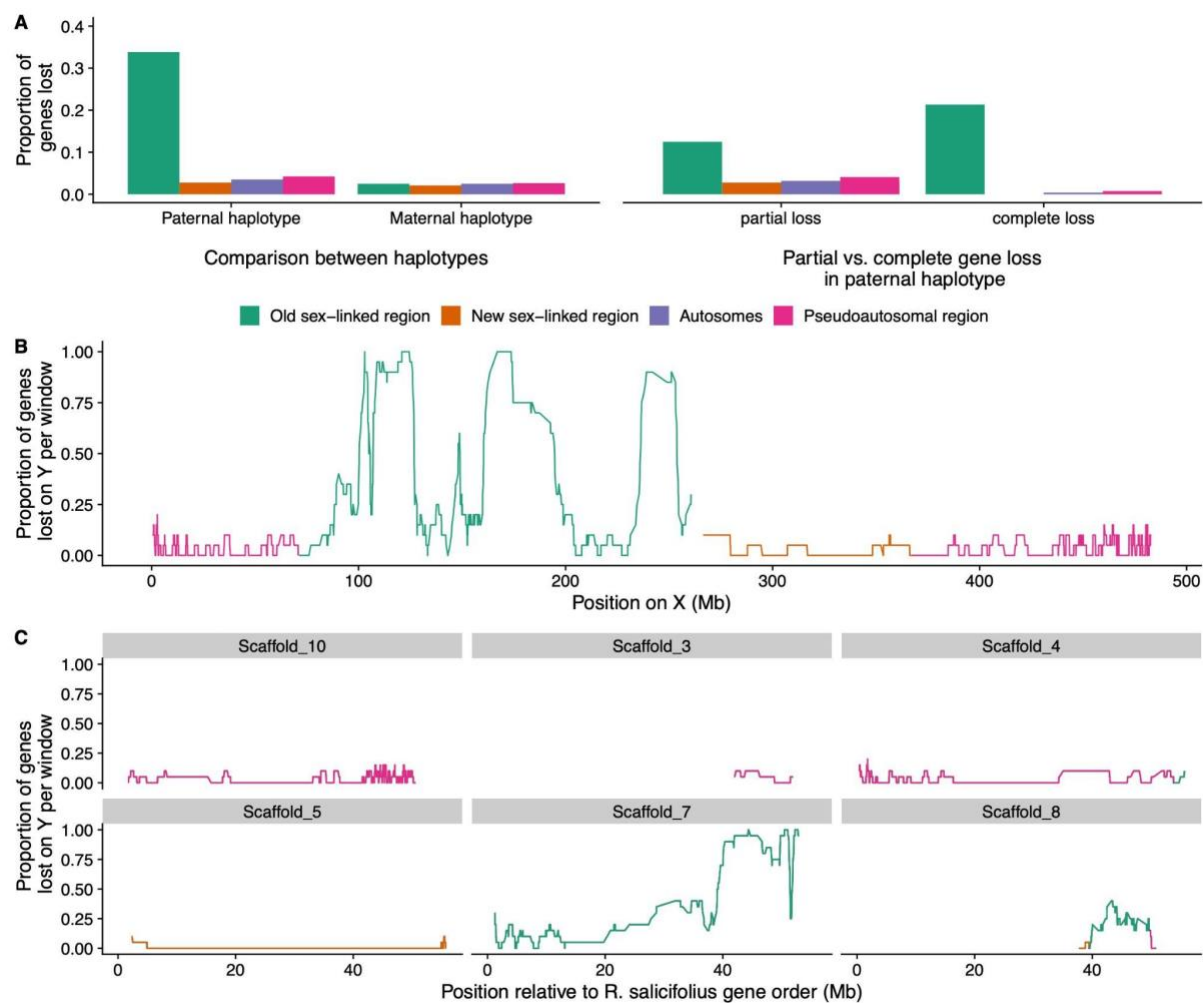 A
Proportion of
genes lost
0.4
0.3
0.2
0.1
0.0
Paternal haplotype
Maternal haplotype
partial loss
complete loss
Comparison between haplotypes
Partial vs. complete gene loss
in paternal haplotype
Old sex−linked region
New sex−linked region
Autosomes
Pseudoautosomal region
B
Proportion of genes
lost on Y per window
1.00
0.75
0.50
0.25
0.00
0
100
200
300
400
500
Position on X (Mb)
C
Proportion of genes
lost on Y per window
Scaffold_10
Scaffold_3
Scaffold_4
1.00
0.75
0.50
0.25
0.00
Scaffold_5
Scaffold_7
Scaffold_8
1.00
0.75
0.50
0.25
0.00
0
20
40
0
20
40
0
20
40
Position relative to R. salicifolius gene order (Mb)